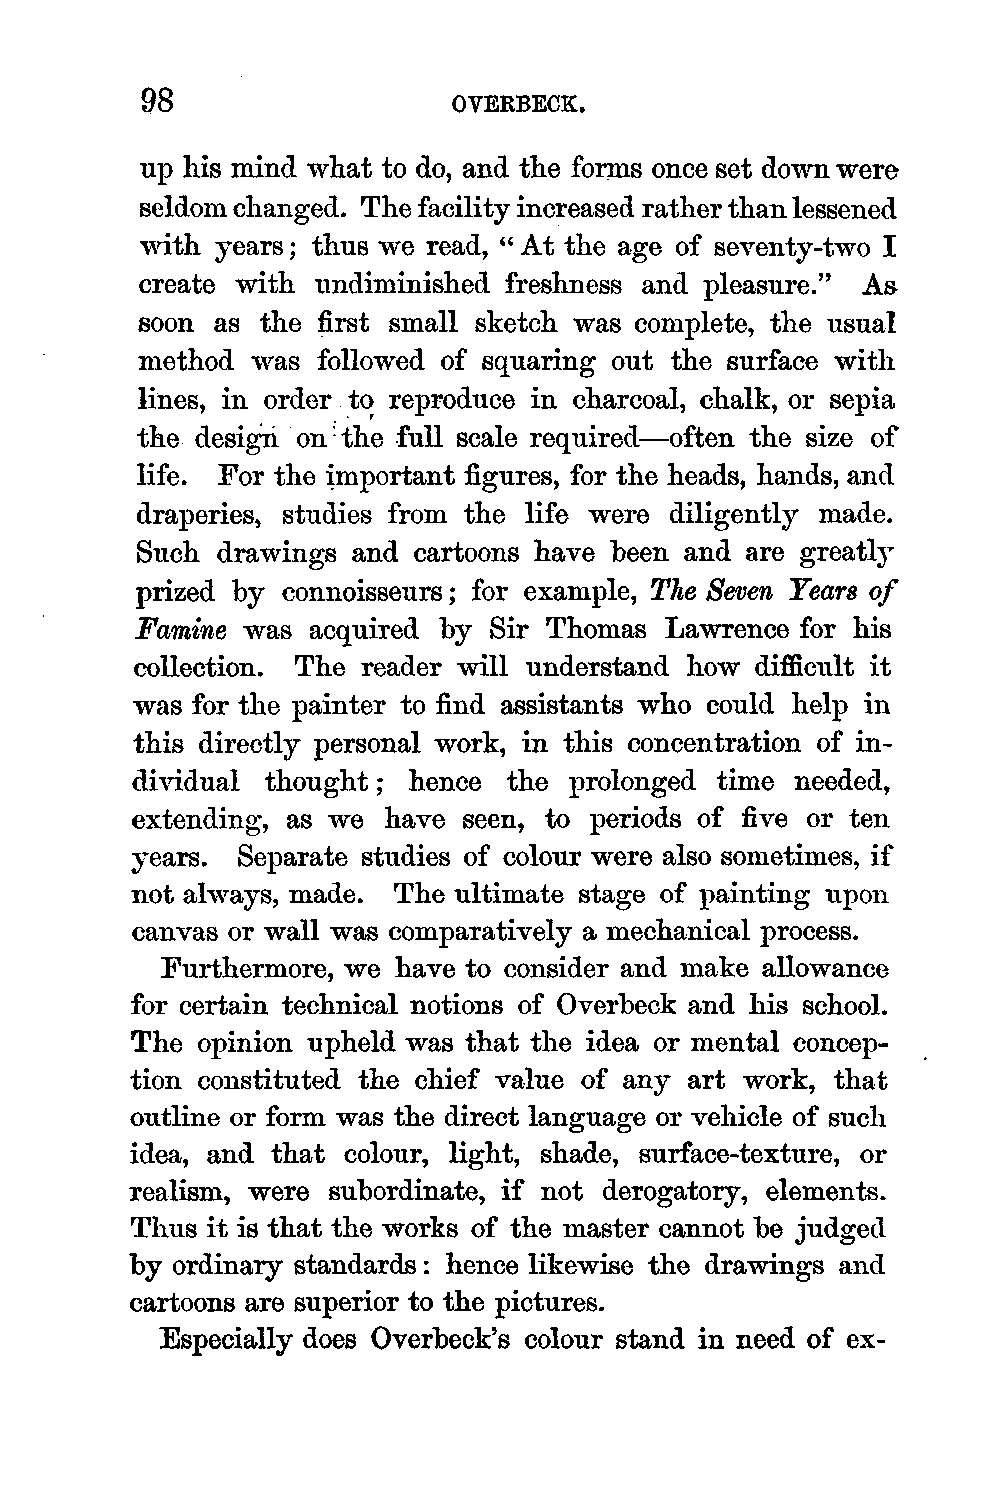 98 OVERBECK.
up his mind what to do, and the forms once set down were
seldom changed. The facility increased rather than lessened
with years; thus we read, “At the age of seventy-two I
create with undiminished freshness and pleasure.” As
soon as the first small sketch was complete, the usual
method was followed of squaring out the surface with
lines, in order to reproduce in charcoal, chalk, or sepia
the design on the full scale required—often the size of
life. For the important figures, for the heads, hands, and
draperies, studies from the life were diligently made.
Such drawings and cartoons have been and are greatly
prized by connoisseurs; for example, The Seven Years of
Famine was acquired by Sir Thomas Lawrence for his
collection. The reader will understand how difficult it
was for the painter to find assistants who could help in
this directly personal work, in this concentration of in-
dividual thought; hence the prolonged time needed,
extending, as we have seen, to periods of five or ten
years. Separate studies of colour were also sometimes, if
not always, made. The ultimate stage of painting upon
canvas or wall was comparatively a mechanical process.
Furthermore, we have to consider and make allowance
for certain technical notions of Overbeck and his school.
The opinion upheld was that the idea or mental concep-
tion constituted the chief value of any art work, that
outline or form was the direct language or vehicle of such
idea, and that colour, light, shade, surface-texture, or
realism, were subordinate, if not derogatory, elements.
Thus it is that the works of the master cannot be judged
by ordinary standards: hence likewise the drawings and
cartoons are superior to the pictures.
Especially does Overbeck’s colour stand in need of ex-